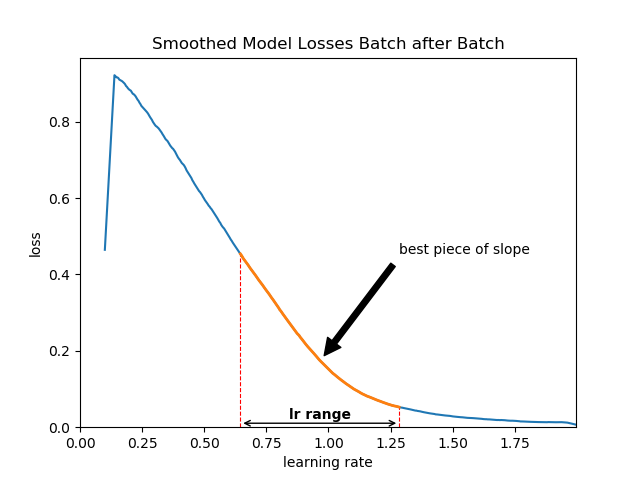 Smoothed Model Losses Batch after Batch
0.8
0.6
0.4
0.2
0.0
loss
best piece of slope
lr range
0.00 0.25 0.50 0.75 1.00 1.25 1.50 1.75
learning rate